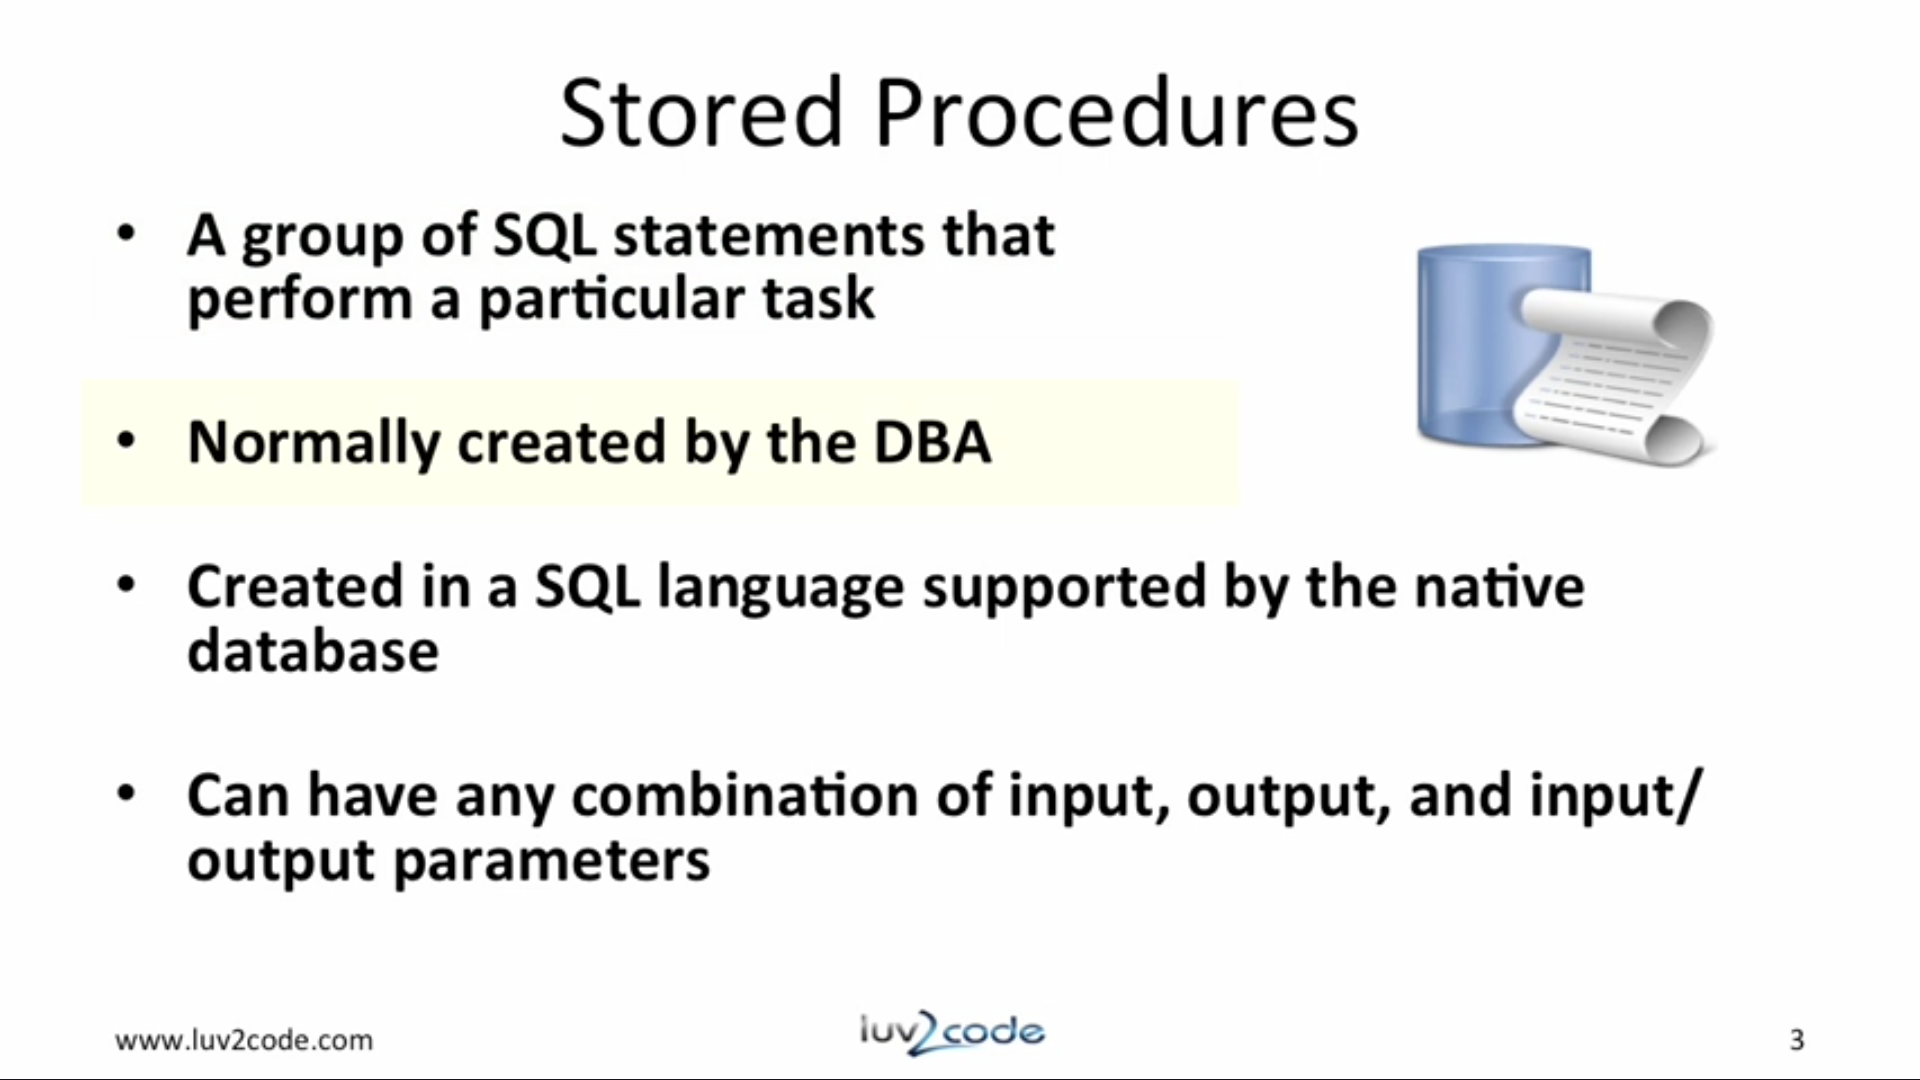 Stored Procedures
• A group of SQL statements that
perform a particular task
• Normally created by the DBA
• Created in a SQL language supported by the native
database
• Can have any combination of input, output, and input/
output parameters
www.luv2code.com
luv2code
3